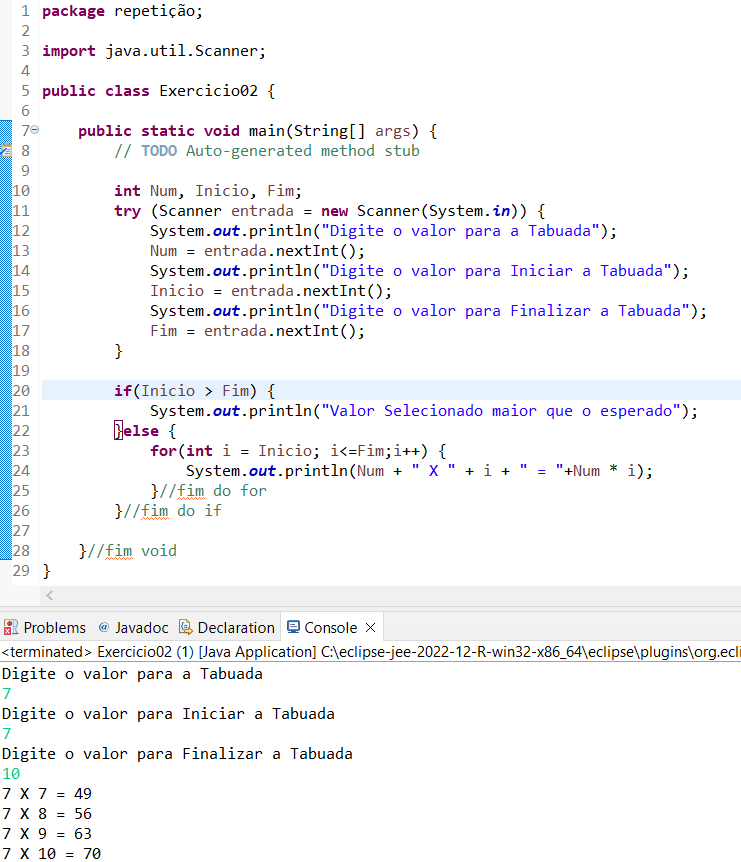 1 package repetição;
2
3 import java.util.Scanner;
4
5 public class Exercicio02 {
6
7     public static void main(String[] args) {
8         // TODO Auto-generated method stub
9
10         int Num, Inicio, Fim;
11         try (Scanner entrada = new Scanner(System.in)) {
12             System.out.println("Digite o valor para a Tabuada");
13             Num = entrada.nextInt();
14             System.out.println("Digite o valor para Iniciar a Tabuada");
15             Inicio = entrada.nextInt();
16             System.out.println("Digite o valor para Finalizar a Tabuada");
17             Fim = entrada.nextInt();
18         }
19
20         if(Inicio > Fim) {
21             System.out.println("Valor Selecionado maior que o esperado");
22         }else {
23             for(int i = Inicio; i<=Fim;i++) {
24                 System.out.println(Num + " X " + i + " = "+Num * i);
25             }//fim do for
26         }//fim do if
27
28     }//fim void
29 }
Problems @ Javadoc Declaration Console
<terminated> Exercicio02 (1) [Java Application] C:\eclipse-jee-2022-12-R-win32-x86_64\eclipse\plugins\org.ecli
Digite o valor para a Tabuada
7
Digite o valor para Iniciar a Tabuada
7
Digite o valor para Finalizar a Tabuada
10
7 X 7 = 49
7 X 8 = 56
7 X 9 = 63
7 X 10 = 70